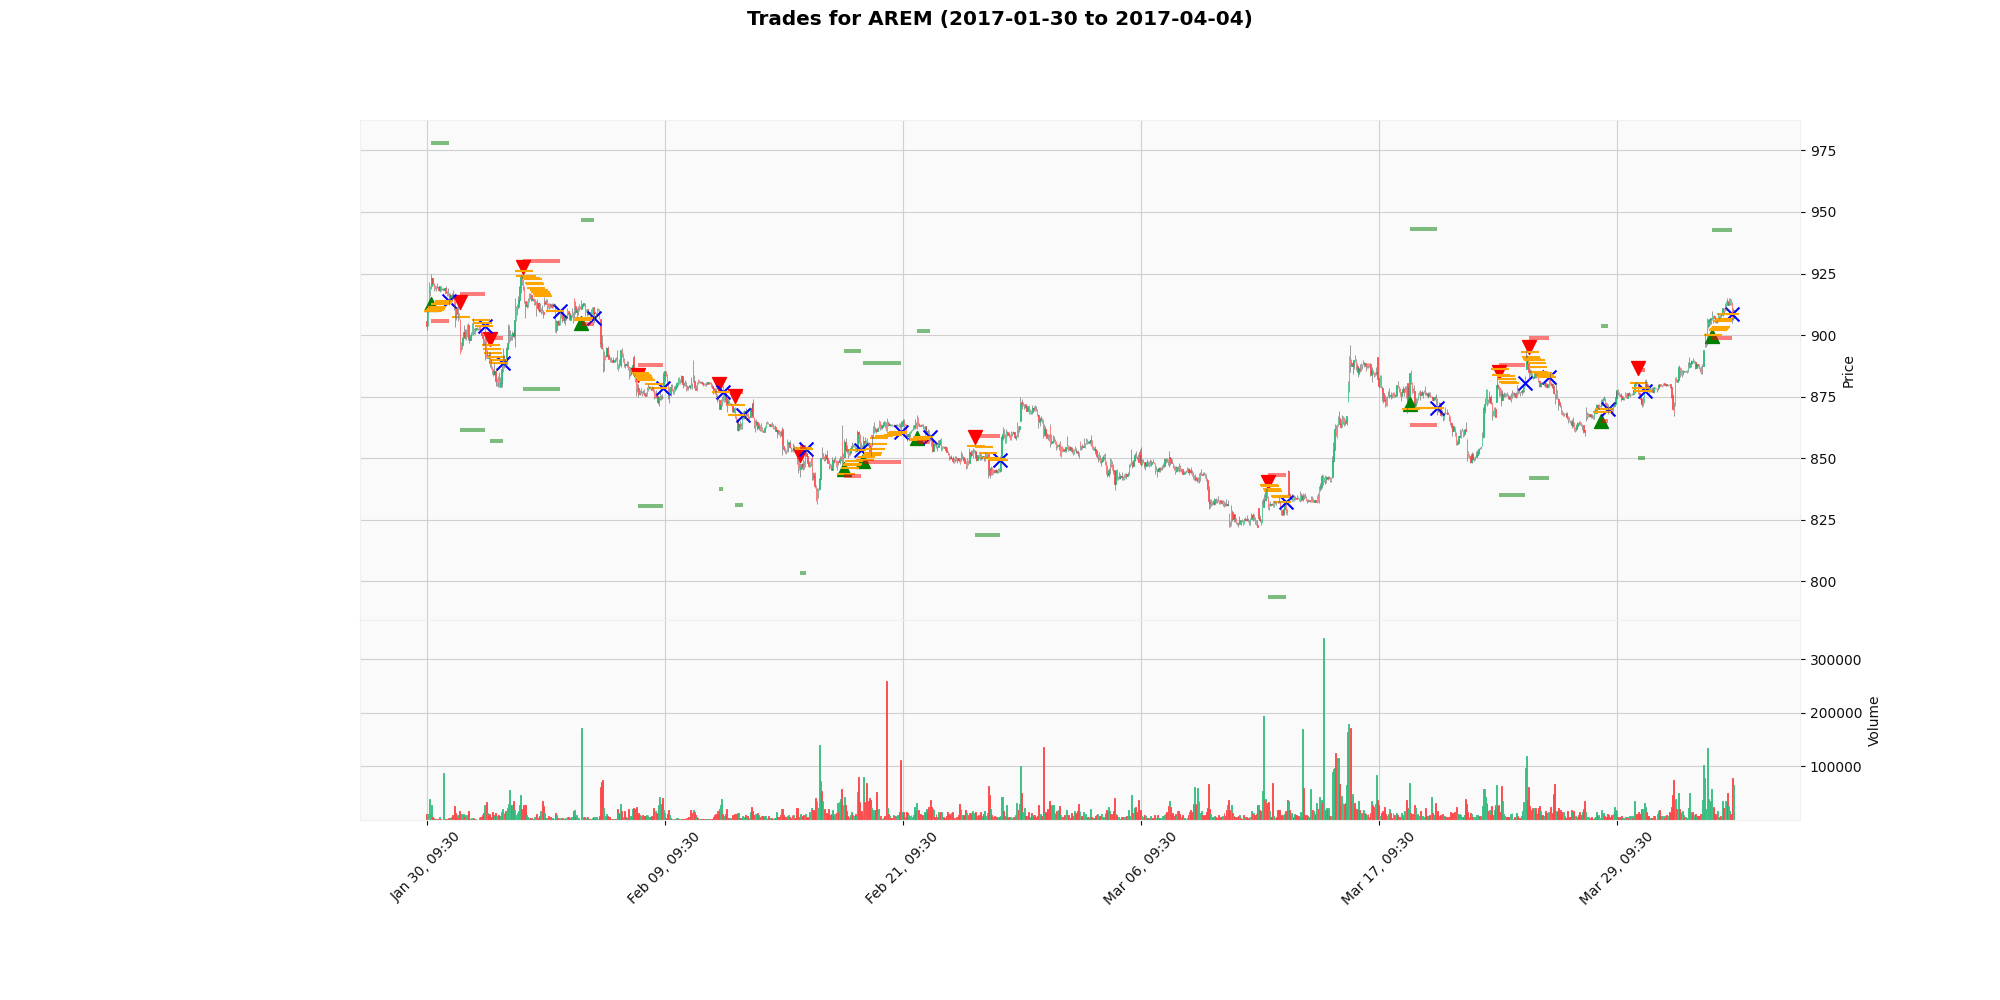 Trades for AREM (2017-01-30 to 2017-04-04)
975
950
925
900
875
850
825
800
Price
300000
200000
100000
Volume
Jan 30, 09:30
Feb 09, 09:30
Feb 21, 09:30
Mar 06, 09:30
Mar 17, 09:30
Mar 29, 09:30